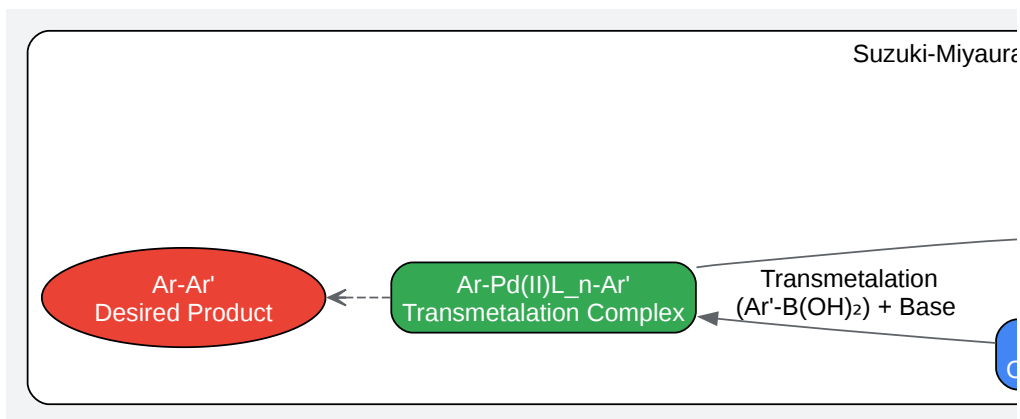 Suzuki-Miyaura
Ar-Ar'
Desired Product
Ar-Pd(II)L_n-Ar'
Transmetalation Complex
Transmetalation
(Ar'-B(OH)₂) + Base